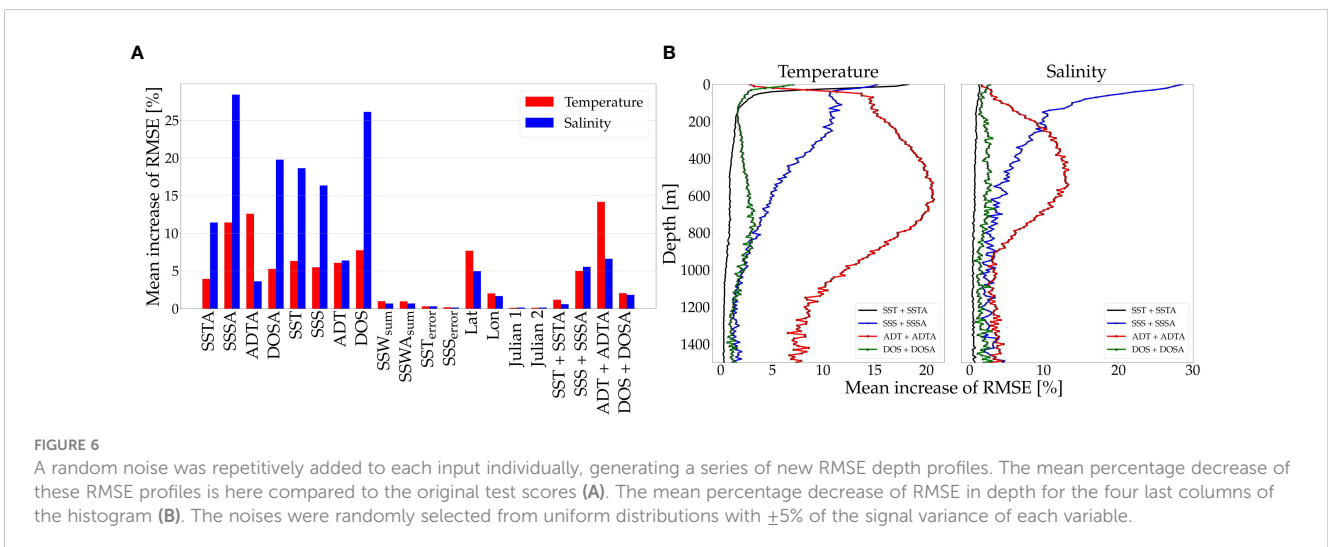 A
Mean increase of RMSE [%]
25
20
15
10
5
0
Temperature
Salinity
SSTA
SSSA
ADTA
DOSA
SST
SSS
ADT
DOS
SSWsum
SSWAsum
SSTerror
SSSerror
Lat
Lon
Julian 1
Julian 2
SST + SSTA
SSS + SSSA
ADT + ADTA
DOS + DOSA
B
Temperature
Salinity
Depth [m]
0
200
400
600
800
1000
1200
1400
SST + SSTA
SSS + SSSA
ADT + ADTA
DOS + DOSA
SST + SSTA
SSS + SSSA
ADT + ADTA
DOS + DOSA
0 5 10 15 20
0 10 20 30
Mean increase of RMSE [%]
FIGURE 6
A random noise was repetitively added to each input individually, generating a series of new RMSE depth profiles. The mean percentage decrease of
these RMSE profiles is here compared to the original test scores (A). The mean percentage decrease of RMSE in depth for the four last columns of
the histogram (B). The noises were randomly selected from uniform distributions with ±5% of the signal variance of each variable.